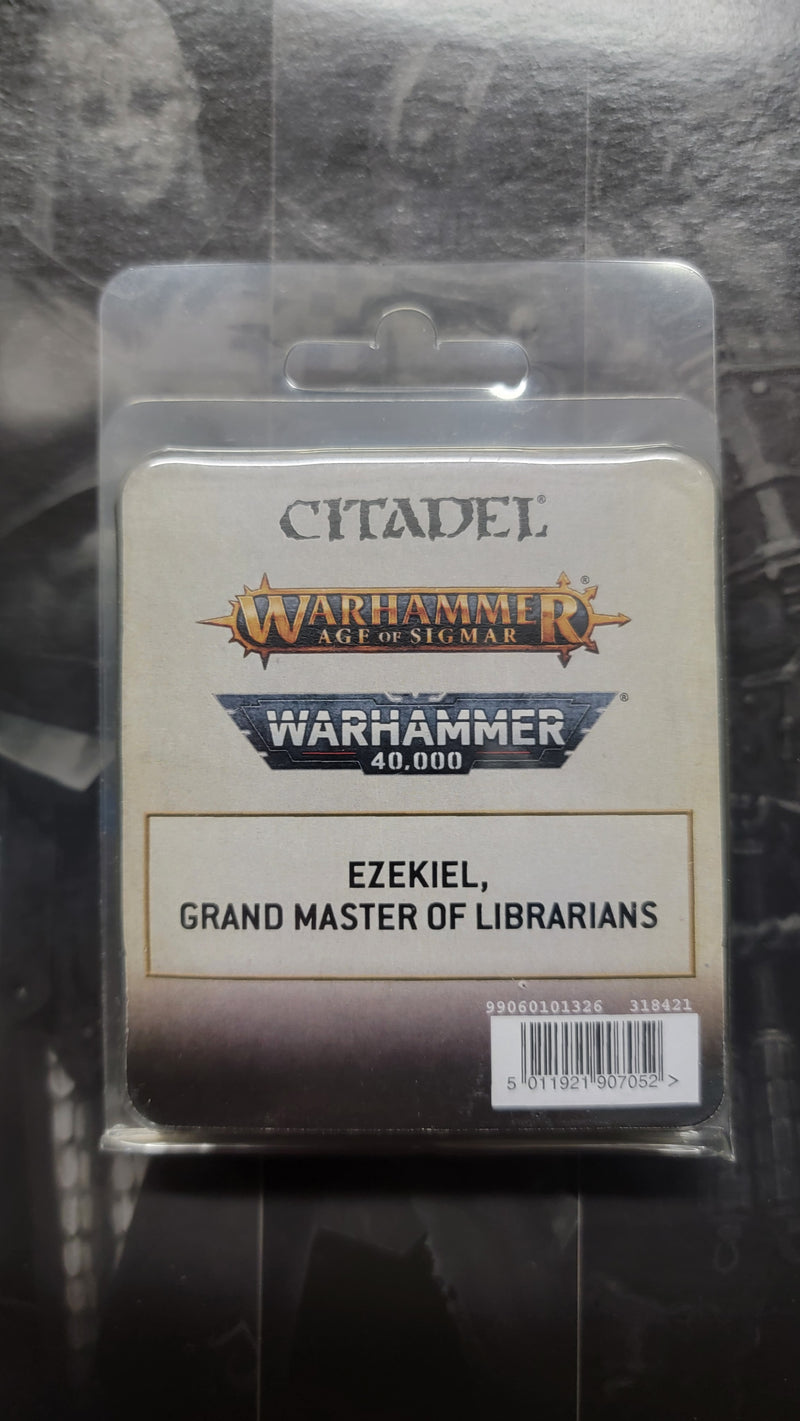 CITADEL®
WARHAMMER®
AGE OF SIGMAR
WARHAMMER®
40,000
EZEKIEL,
GRAND MASTER OF LIBRARIANS
99060101326 318421
5 011921 907052 >